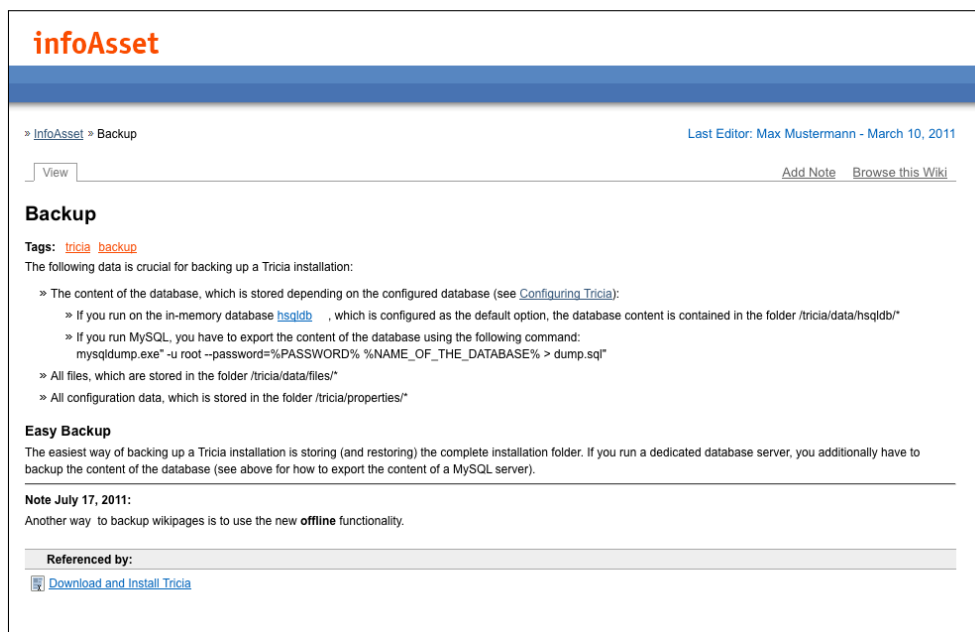 infoAsset
» InfoAsset » Backup
Last Editor: Max Mustermann - March 10, 2011
View
Add Note Browse this Wiki
Backup
Tags: tricia backup
The following data is crucial for backing up a Tricia installation:
» The content of the database, which is stored depending on the configured database (see Configuring Tricia):
» If you run on the in-memory database hsqldb , which is configured as the default option, the database content is contained in the folder /tricia/data/hsqldb/*
» If you run MySQL, you have to export the content of the database using the following command:
mysqldump.exe" -u root --password=%PASSWORD% %NAME_OF_THE_DATABASE% > dump.sql"
» All files, which are stored in the folder /tricia/data/files/*
» All configuration data, which is stored in the folder /tricia/properties/*
Easy Backup
The easiest way of backing up a Tricia installation is storing (and restoring) the complete installation folder. If you run a dedicated database server, you additionally have to
backup the content of the database (see above for how to export the content of a MySQL server).
Note July 17, 2011:
Another way to backup wikipages is to use the new offline functionality.
Referenced by:
Download and Install Tricia